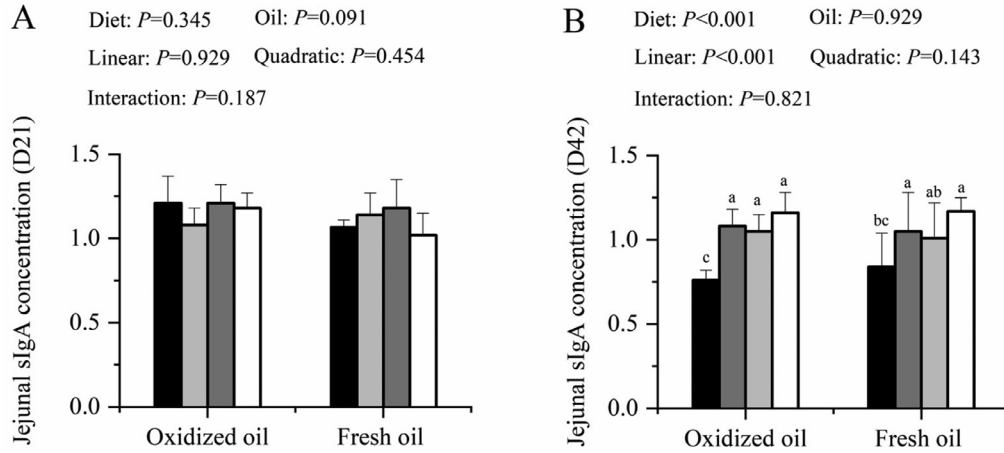 A
Diet: P=0.345 Oil: P=0.091
Linear: P=0.929 Quadratic: P=0.454
Interaction: P=0.187
Jejunal sIgA concentration (D21)
1.5
1.0
0.5
0.0
Oxidized oil Fresh oil
B
Diet: P<0.001 Oil: P=0.929
Linear: P<0.001 Quadratic: P=0.143
Interaction: P=0.821
Jejunal sIgA concentration (D42)
1.5
1.0
0.5
0.0
c a a a bc a ab a
Oxidized oil Fresh oil